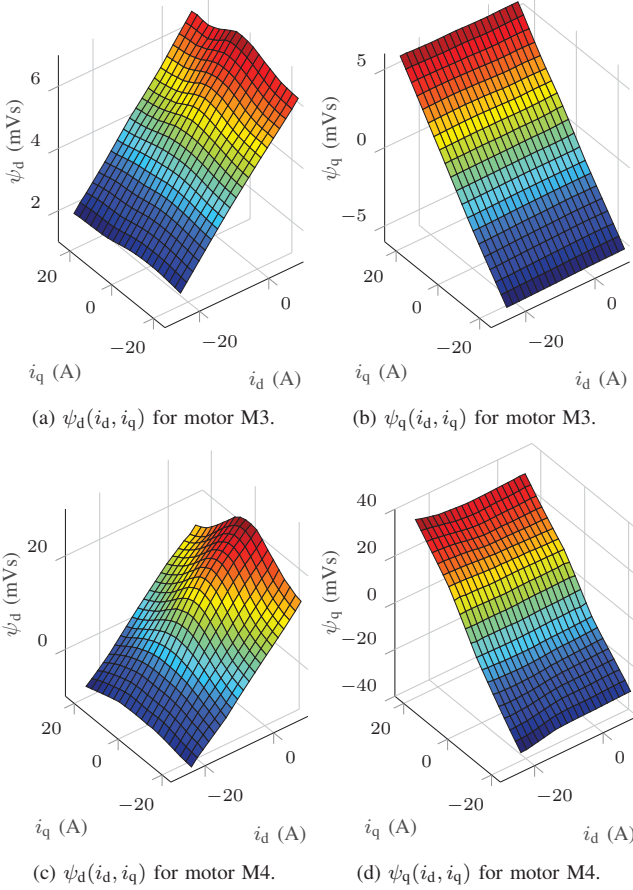 6
4
2
ψd (mVs)
20
0
−20
iq (A)
−20
0
id (A)
5
0
−5
ψq (mVs)
20
0
−20
iq (A)
−20
0
id (A)
(a) ψd(id, iq) for motor M3.
(b) ψq(id, iq) for motor M3.
20
0
ψd (mVs)
20
0
−20
iq (A)
−20
0
id (A)
40
20
0
−20
−40
ψq (mVs)
20
0
−20
iq (A)
−20
0
id (A)
(c) ψd(id, iq) for motor M4.
(d) ψq(id, iq) for motor M4.